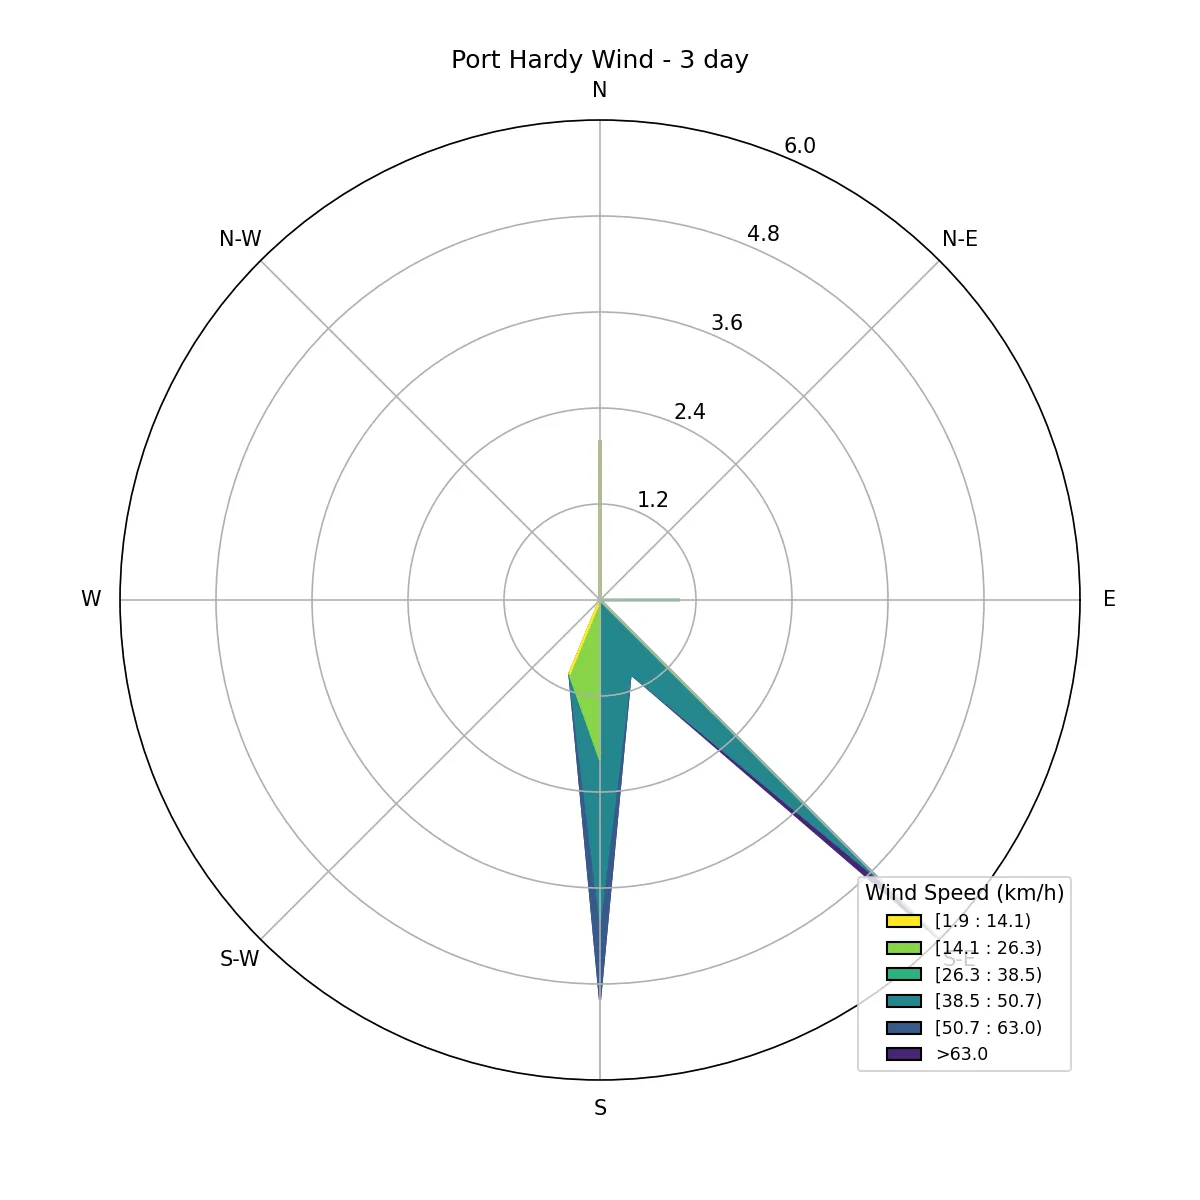 Port Hardy Wind - 3 day
N
6.0
N-W
N-E
4.8
3.6
2.4
1.2
W
E
Wind Speed (km/h)
[1.9 : 14.1)
[14.1 : 26.3)
[26.3 : 38.5)
[38.5 : 50.7)
[50.7 : 63.0)
>63.0
S-W
S-E
S